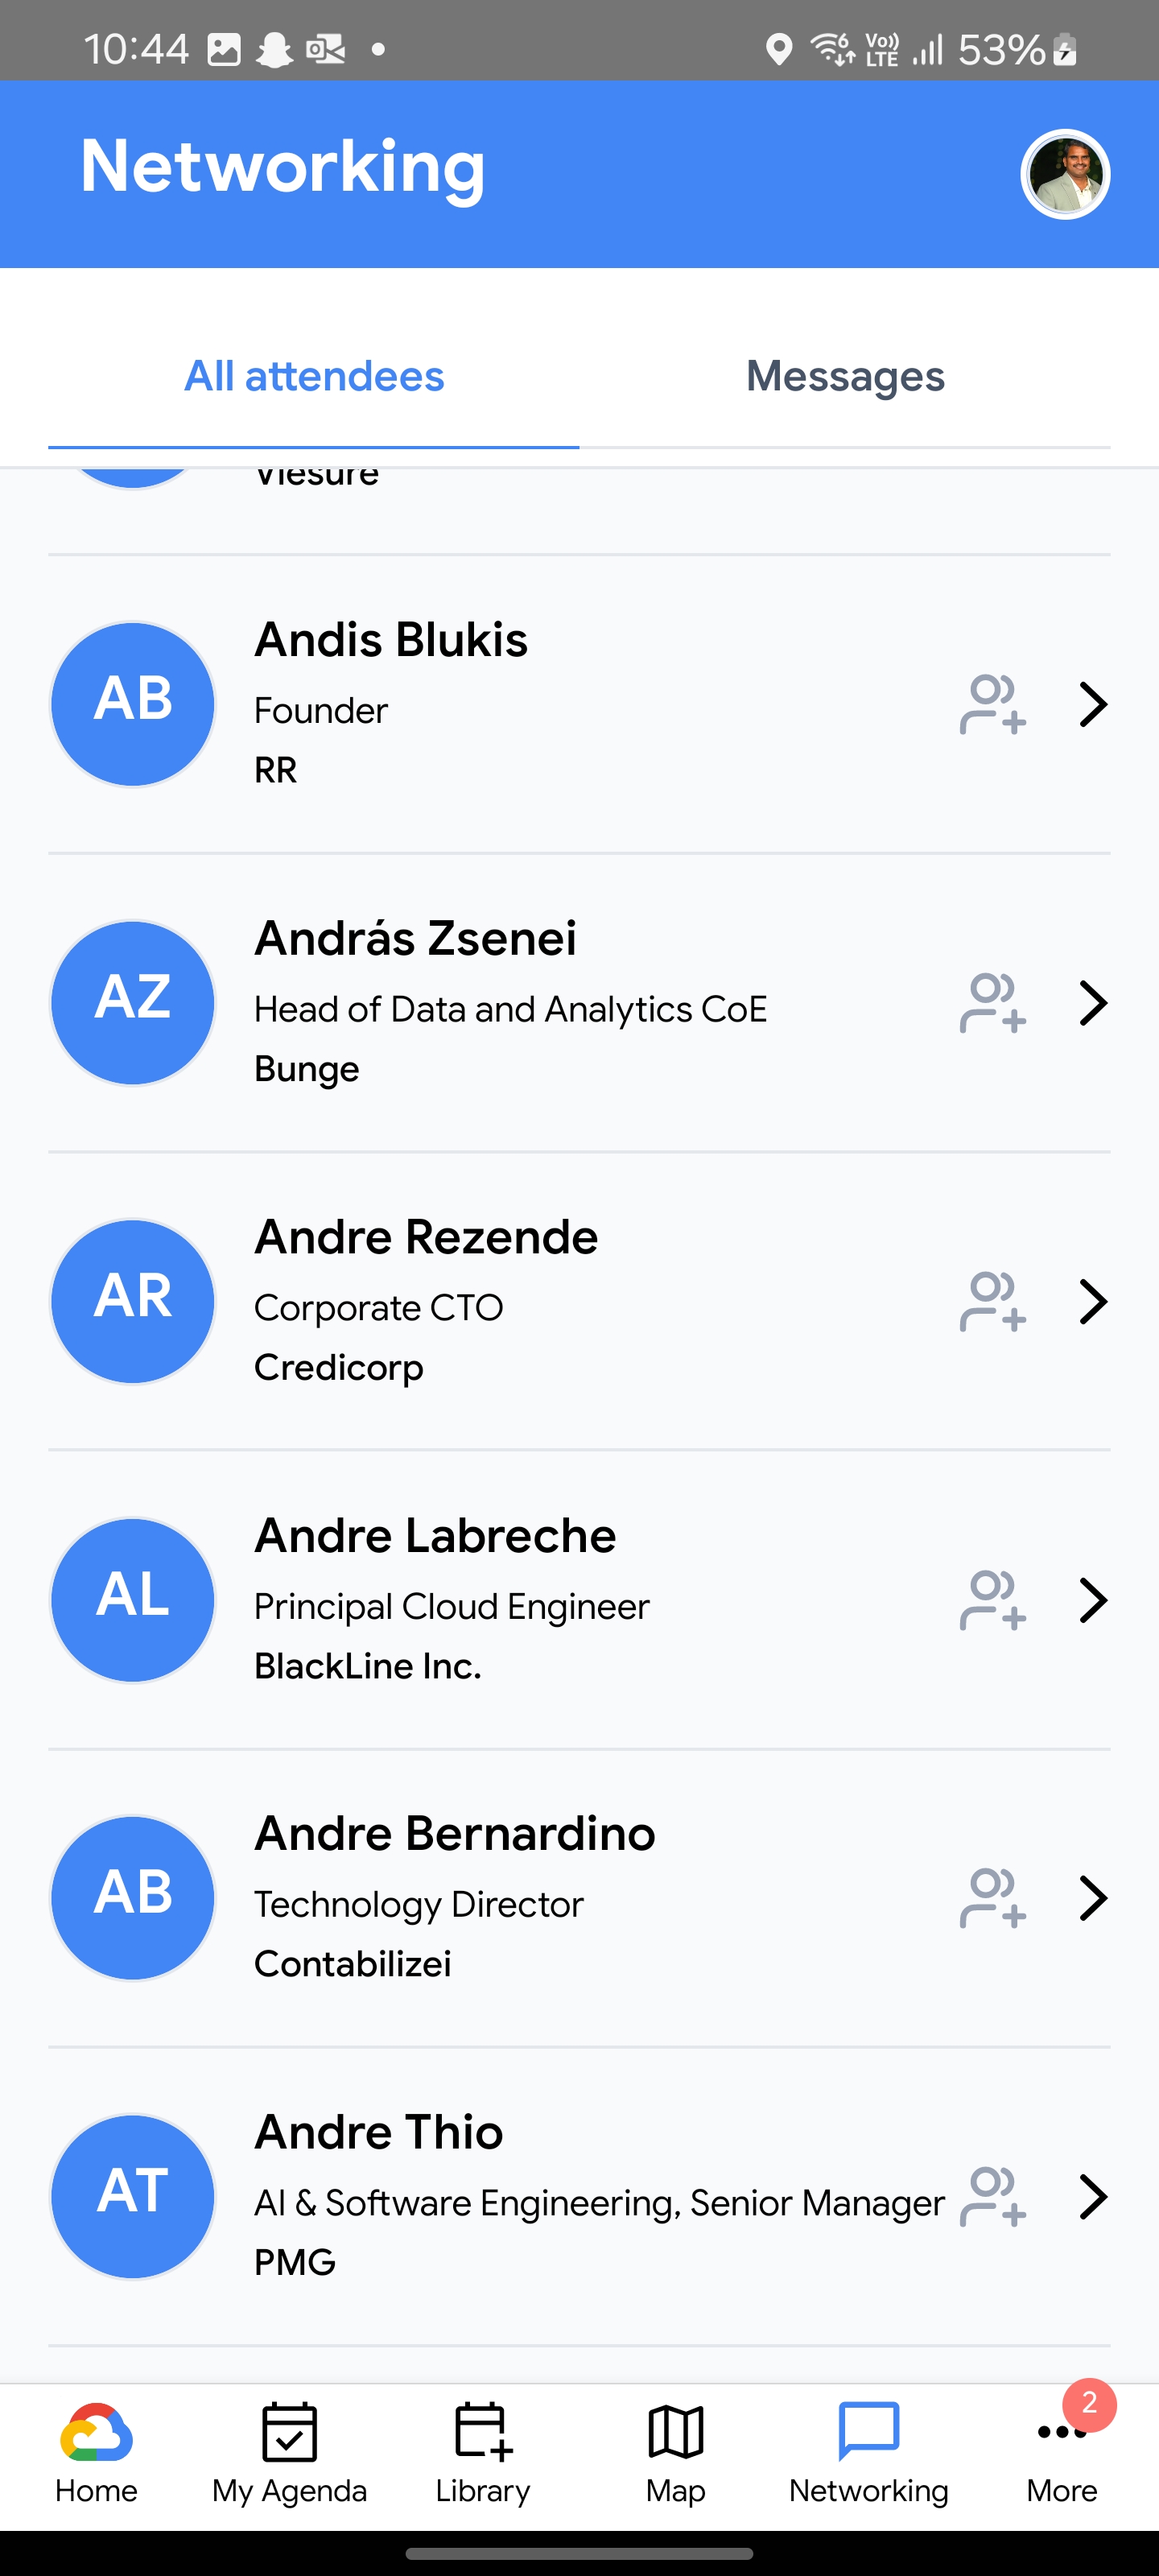 10:44
Vo))
LTE
6
53%
Networking
All attendees
Messages
Viesure
AB
Andis Blukis
Founder
RR
AZ
András Zsenei
Head of Data and Analytics CoE
Bunge
AR
Andre Rezende
Corporate CTO
Credicorp
AL
Andre Labreche
Principal Cloud Engineer
BlackLine Inc.
AB
Andre Bernardino
Technology Director
Contabilizei
AT
Andre Thio
AI & Software Engineering, Senior Manager
PMG
2
Home
My Agenda
Library
Map
Networking
More